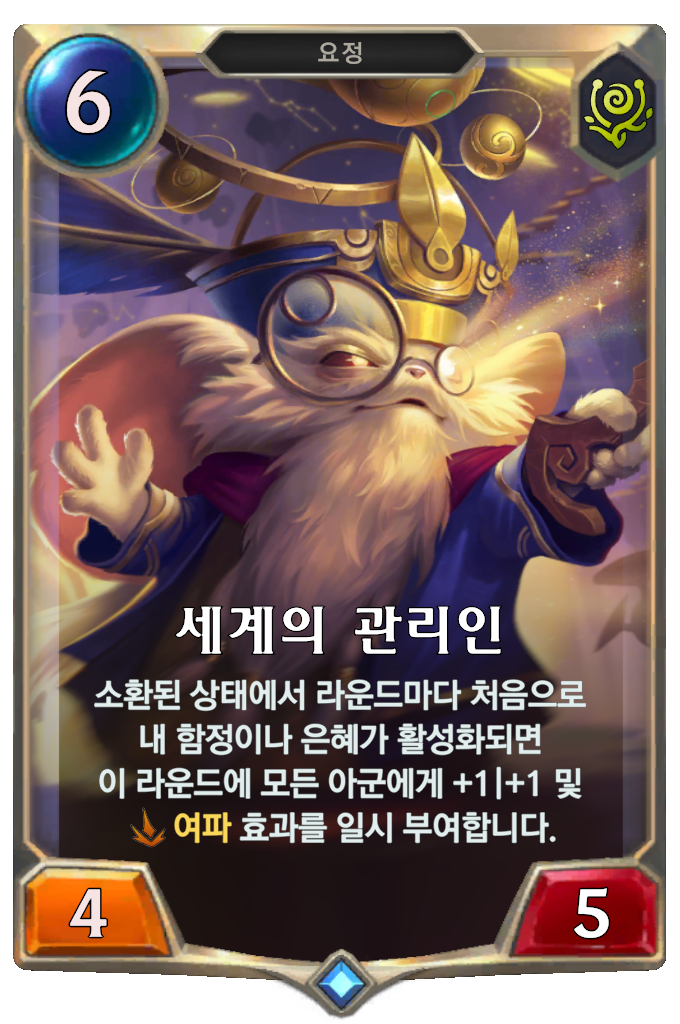 요정
6
세계의 관리인
소환된 상태에서 라운드마다 처음으로
내 함정이나 은혜가 활성화되면
이 라운드에 모든 아군에게 +1|+1 및
여파 효과를 일시 부여합니다.
4
5